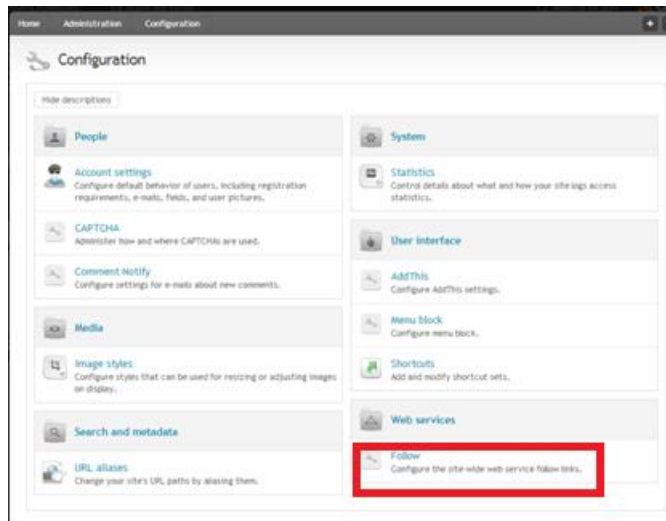 Home Administration Configuration
Configuration
Hide descriptions
People
Account settings
Configure default behavior of users, including registration
requirements, e-mails, fields, and user pictures.
CAPTCHA
Administer how and where CAPTCHAs are used.
Comment Notify
Configure settings for e-mails about new comments.
Media
Image styles
Configure styles that can be used for resizing or adjusting images
on display.
Search and metadata
URL aliases
Change your site's URL paths by aliasing them.
System
Statistics
Control details about what and how your site logs access
statistics.
User interface
AddThis
Configure AddThis settings.
Menu block
Configure menu block.
Shortcuts
Add and modify shortcut sets.
Web services
Follow
Configure the site-wide web service follow links.